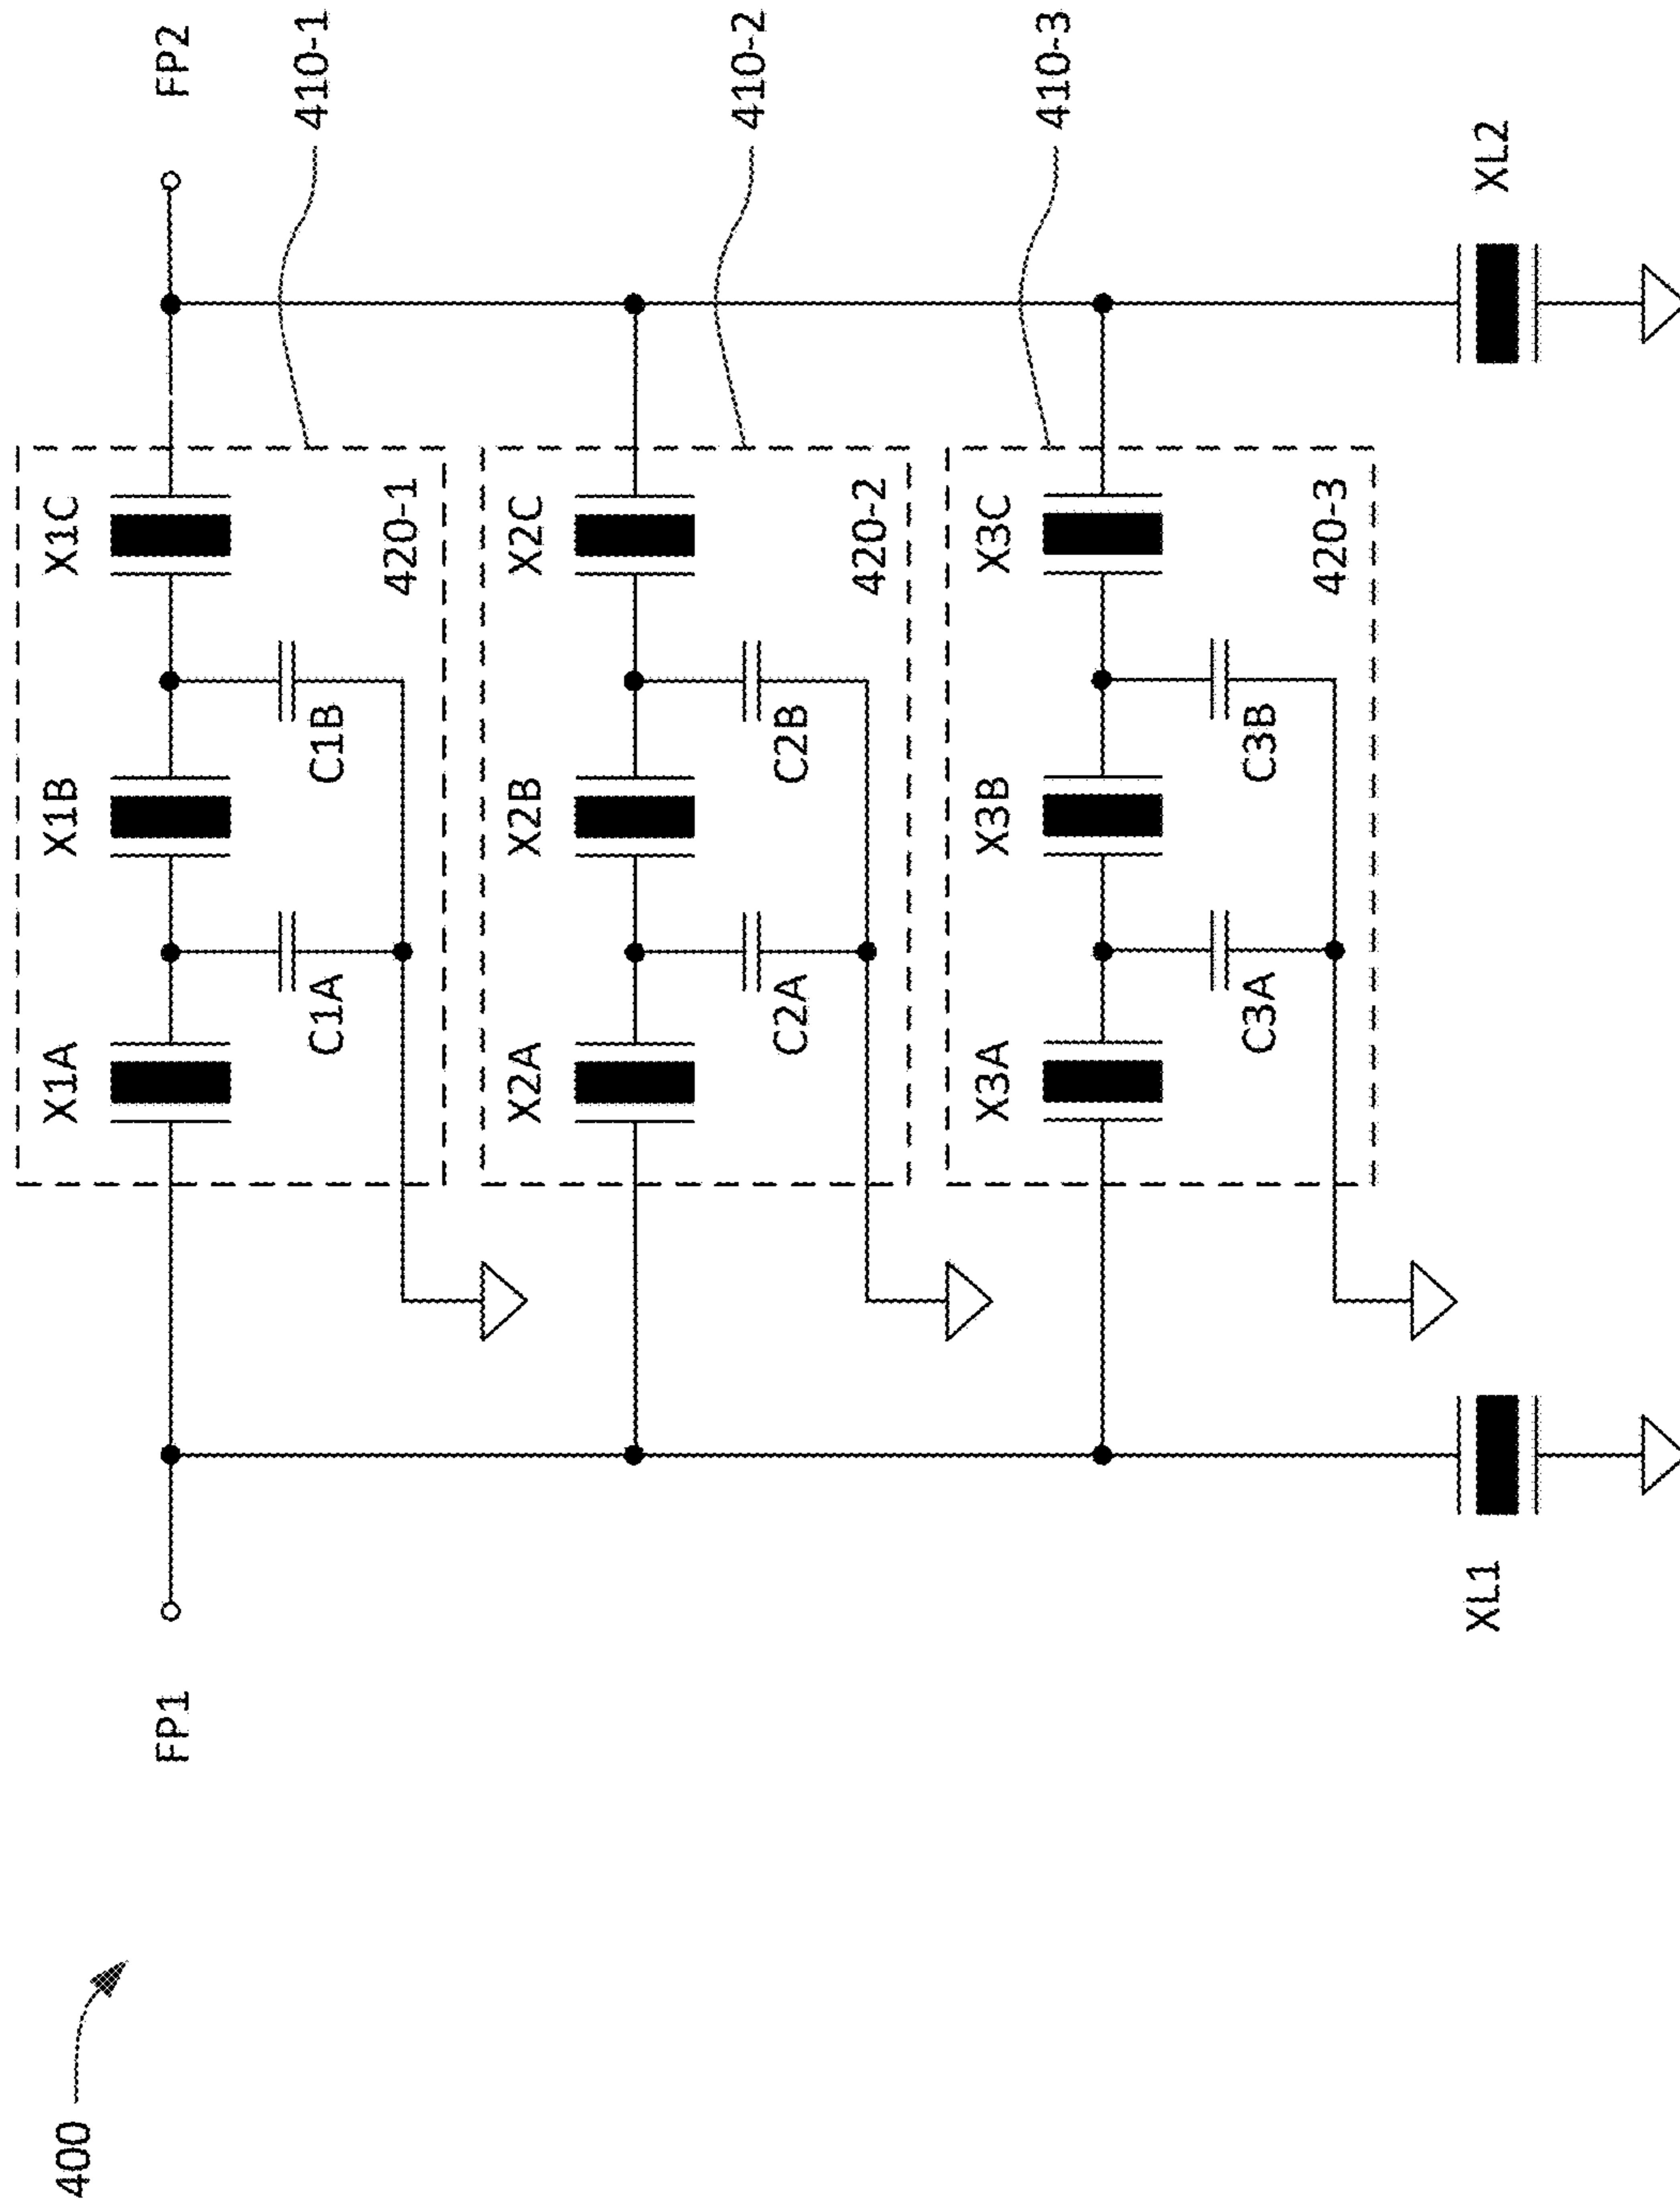 400
FP1
FP2
X1A
X1B
X1C
C1A
C1B
420-1
410-1
X2A
X2B
X2C
C2A
C2B
420-2
410-2
X3A
X3B
X3C
C3A
C3B
420-3
410-3
XL1
XL2